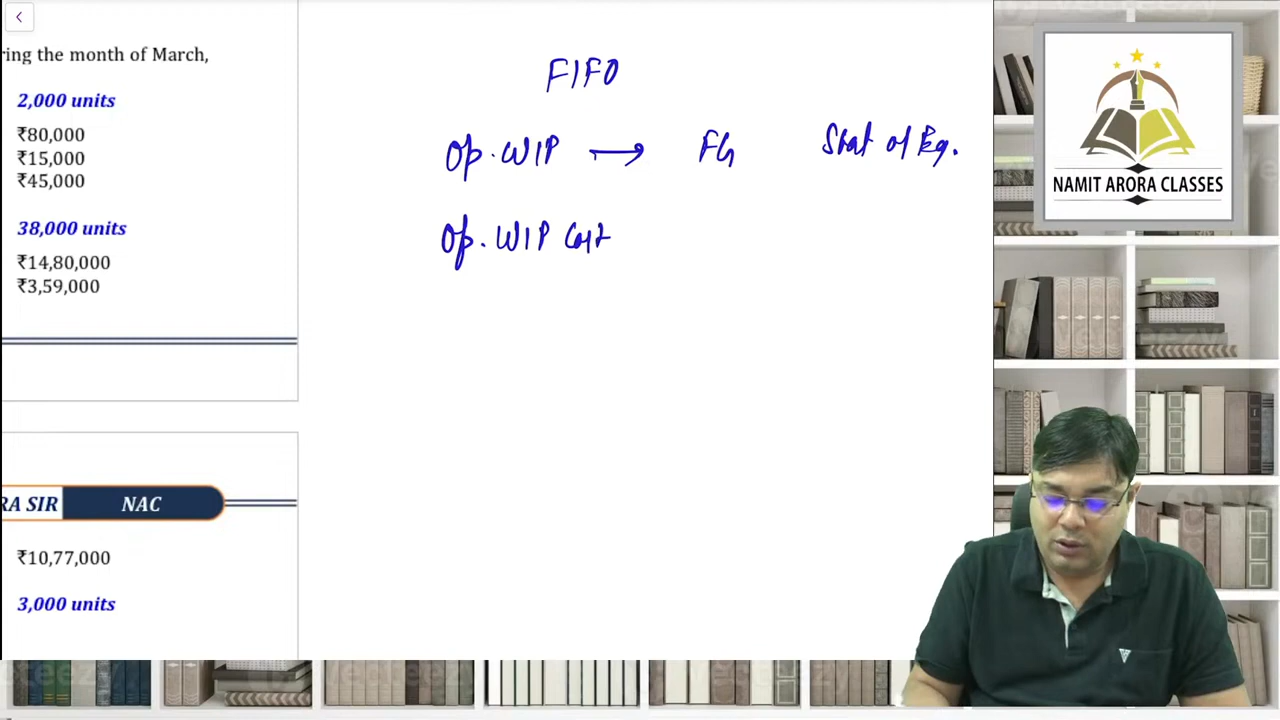 ring the month of March,
2,000 units
₹80,000
₹15,000
₹45,000
38,000 units
₹14,80,000
₹3,59,000
RA SIR NAC
₹10,77,000
3,000 units
FIFO
Op. WIP → FG Stat of Eq.
Op. WIP Cost
NAMIT ARORA CLASSES